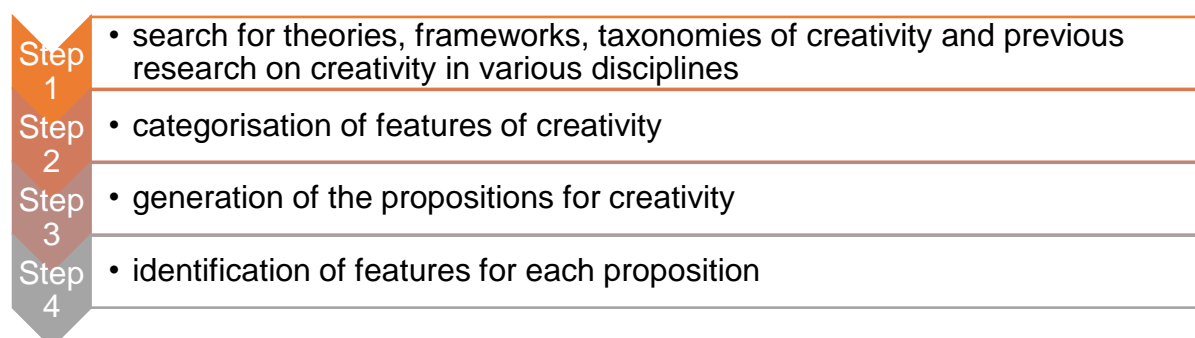 Step
1
• search for theories, frameworks, taxonomies of creativity and previous
research on creativity in various disciplines
Step
2
• categorisation of features of creativity
Step
3
• generation of the propositions for creativity
Step
4
• identification of features for each proposition